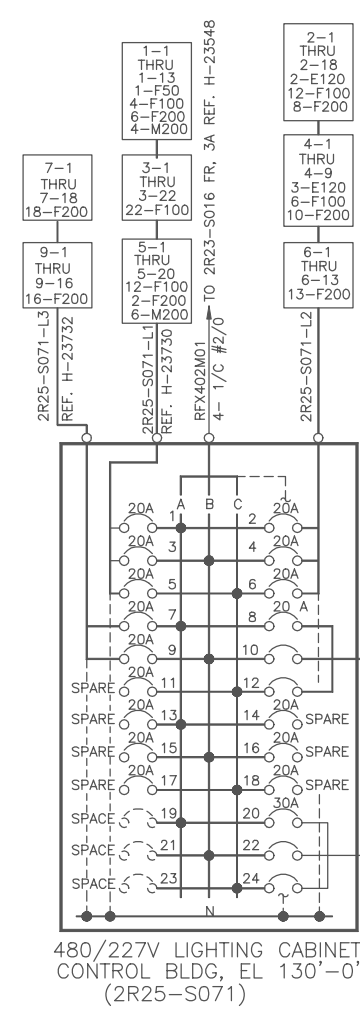 1-1
THRU
1-13
1-F50
4-F100
6-F200
4-M200
2-1
THRU
2-18
2-E120
12-F100
8-F200
7-1
THRU
7-18
18-F200
3-1
THRU
3-22
22-F100
4-1
THRU
4-9
3-E120
6-F100
10-F200
9-1
THRU
9-16
16-F200
5-1
THRU
5-20
12-F100
2-F200
6-M200
6-1
THRU
6-13
13-F200
2R25-S071-L3
REF. H-23732
2R25-S071-L1
REF. H-23730
RFX402M01
4- 1/C #2/0
TO 2R23-S016 FR, 3A REF. H-23548
2R25-S071-L2
A B C
20A 1 2 20A
20A 3 4 20A
20A 5 6 20A
20A 7 8 20 A
20A 9 10
SPARE 20A 11 12
SPARE 20A 13 14 20A SPARE
SPARE 20A 15 16 20A SPARE
SPARE 20A 17 18 20A SPARE
SPACE 19 20 30A
SPACE 21 22
SPACE 23 24
N
480/227V LIGHTING CABINET
CONTROL BLDG, EL 130'-0"
(2R25-S071)